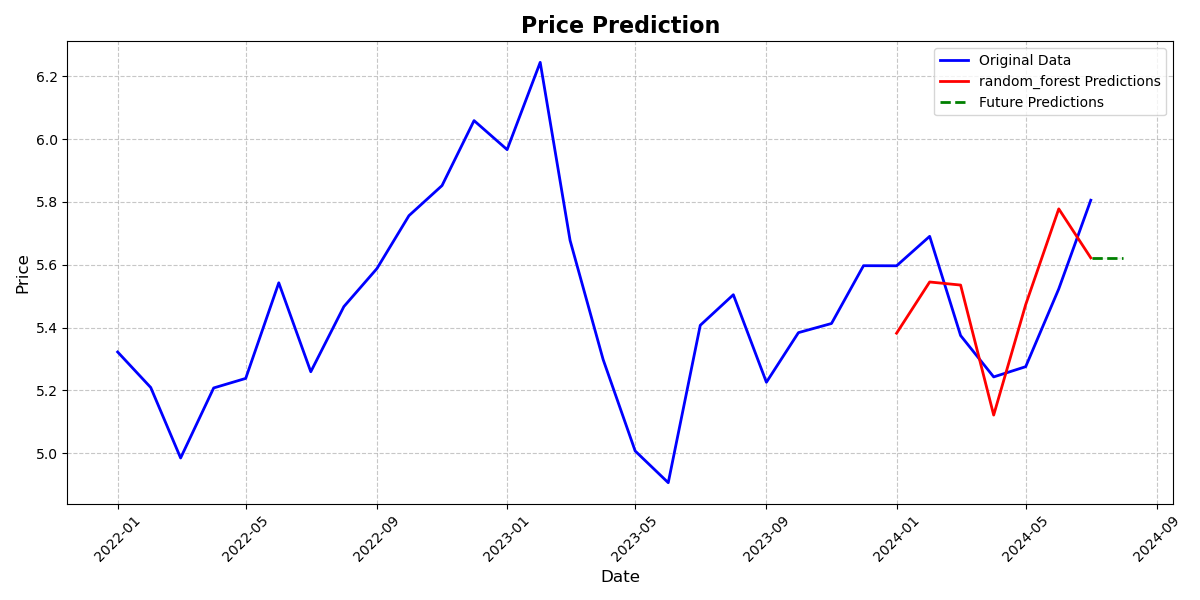 Price Prediction
Original Data
random_forest Predictions
Future Predictions
6.2
6.0
5.8
5.6
5.4
5.2
5.0
Price
2022-01
2022-05
2022-09
2023-01
2023-05
2023-09
2024-01
2024-05
2024-09
Date